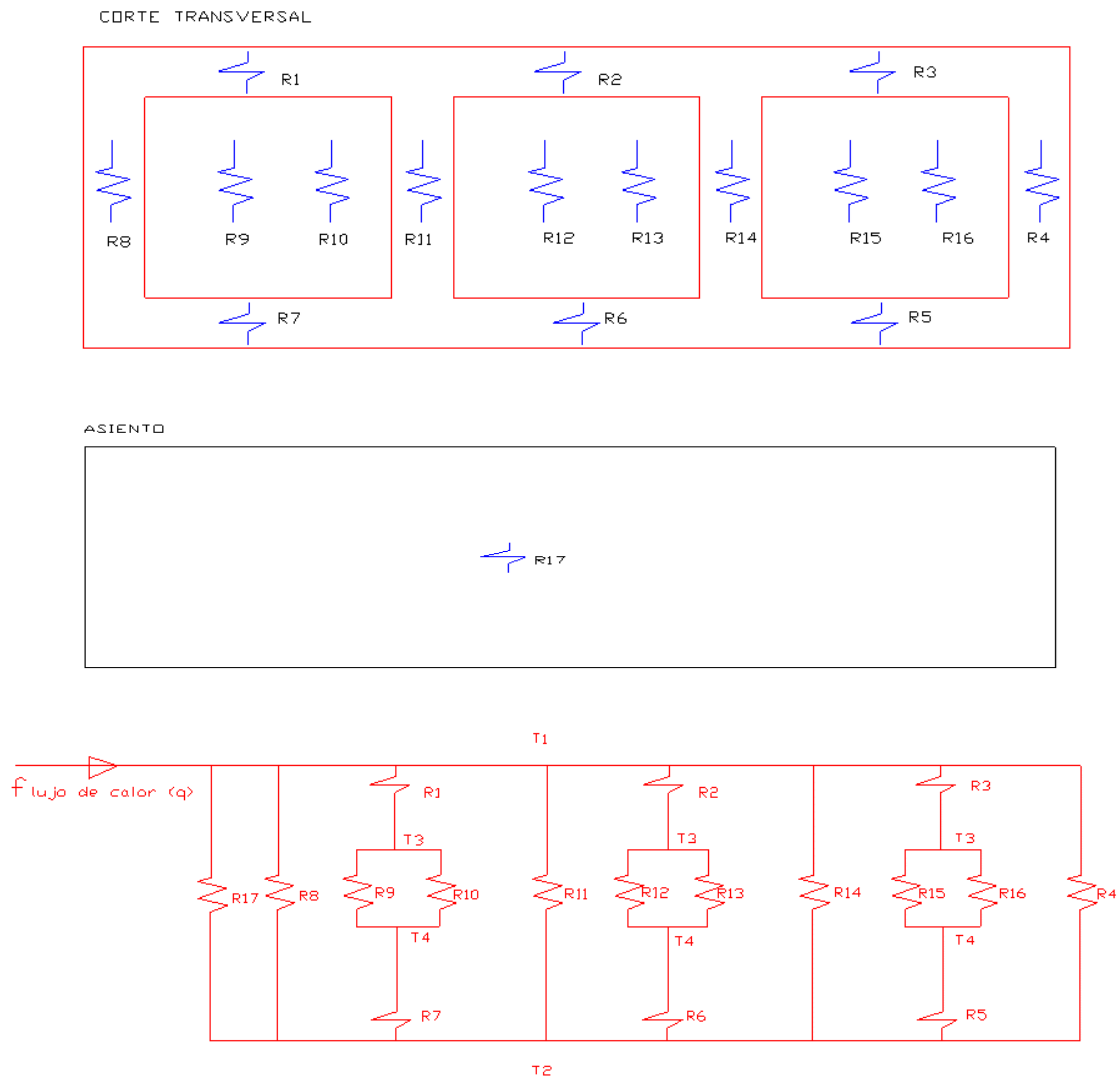 CORTE TRANSVERSAL
R1 R2 R3
R8 R9 R10 R11 R12 R13 R14 R15 R16 R4
R7 R6 R5
ASIENTO
R17
T1
flujo de calor (q)
R1 R2 R3
T3 T3 T3
R17 R8 R9 R10 R11 R12 R13 R14 R15 R16 R4
T4 T4 T4
R7 R6 R5
T2